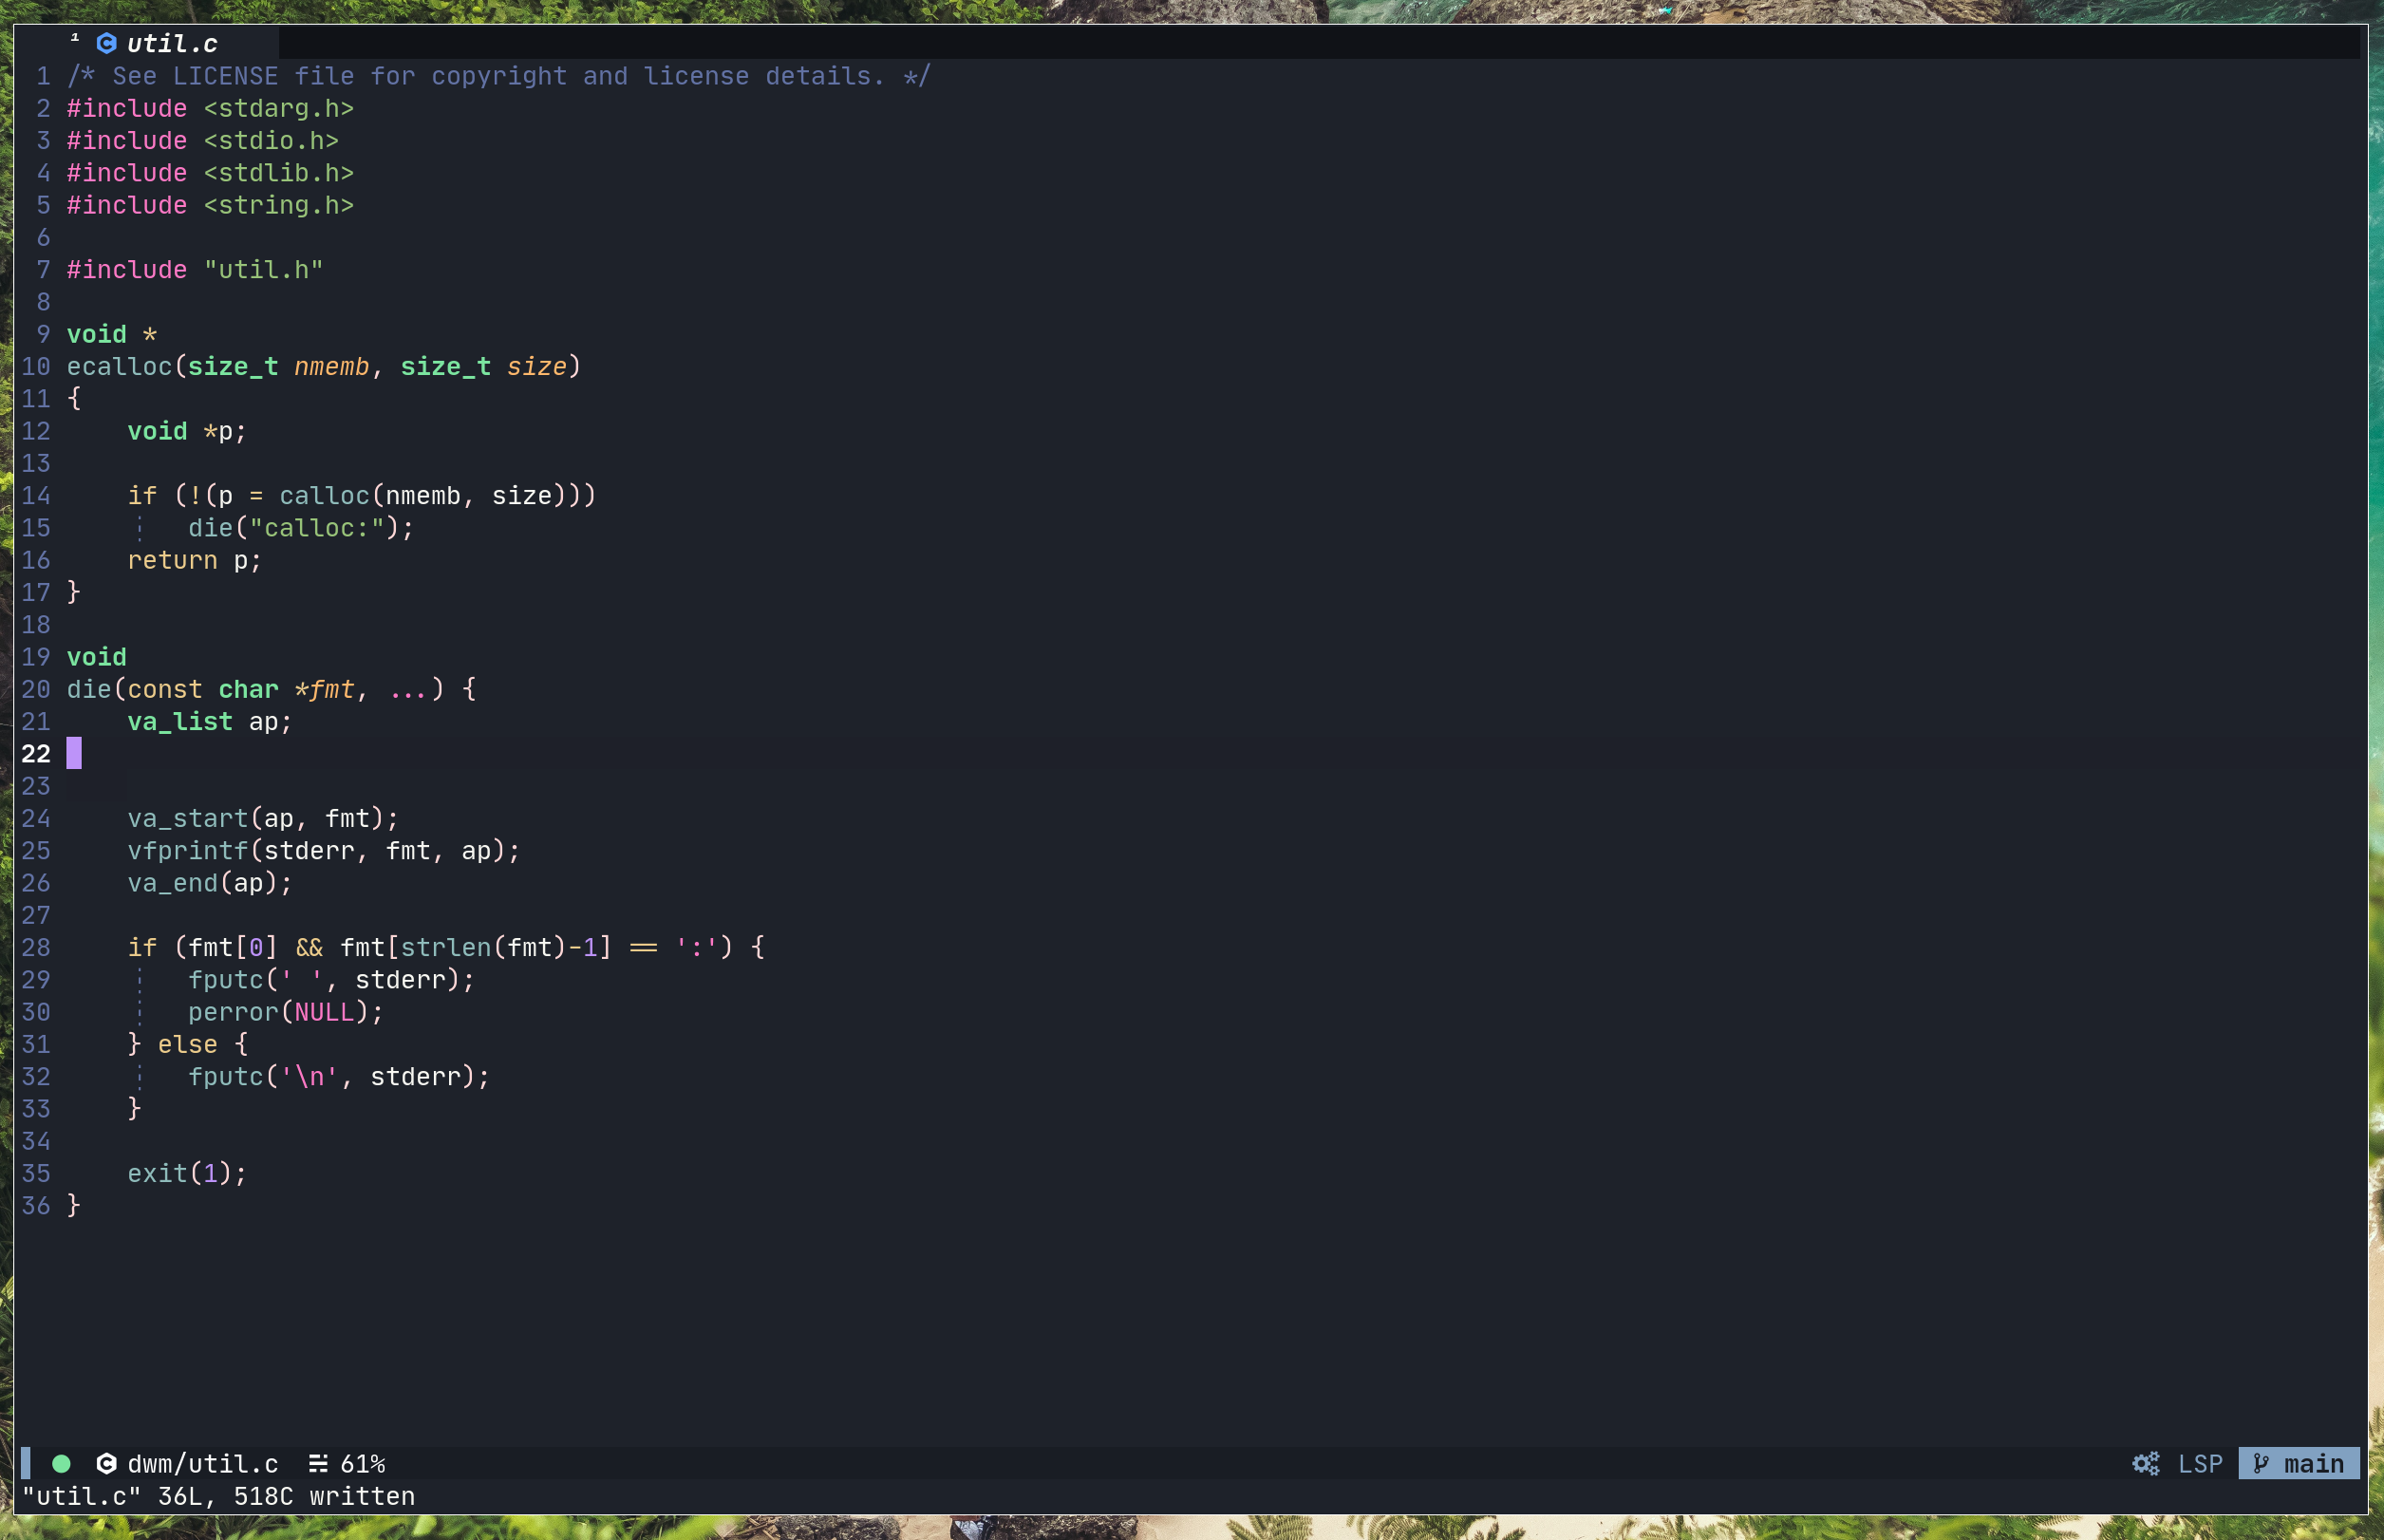 ¹ util.c
1 /* See LICENSE file for copyright and license details. */
2 #include <stdarg.h>
3 #include <stdio.h>
4 #include <stdlib.h>
5 #include <string.h>
6
7 #include "util.h"
8
9 void *
10 ecalloc(size_t nmemb, size_t size)
11 {
12     void *p;
13
14     if (!(p = calloc(nmemb, size)))
15         die("calloc:");
16     return p;
17 }
18
19 void
20 die(const char *fmt, ...) {
21     va_list ap;
22
23
24     va_start(ap, fmt);
25     vfprintf(stderr, fmt, ap);
26     va_end(ap);
27
28     if (fmt[0] && fmt[strlen(fmt)-1] == ':') {
29         fputc(' ', stderr);
30         perror(NULL);
31     } else {
32         fputc('\n', stderr);
33     }
34
35     exit(1);
36 }
dwm/util.c 61% LSP main
"util.c" 36L, 518C written